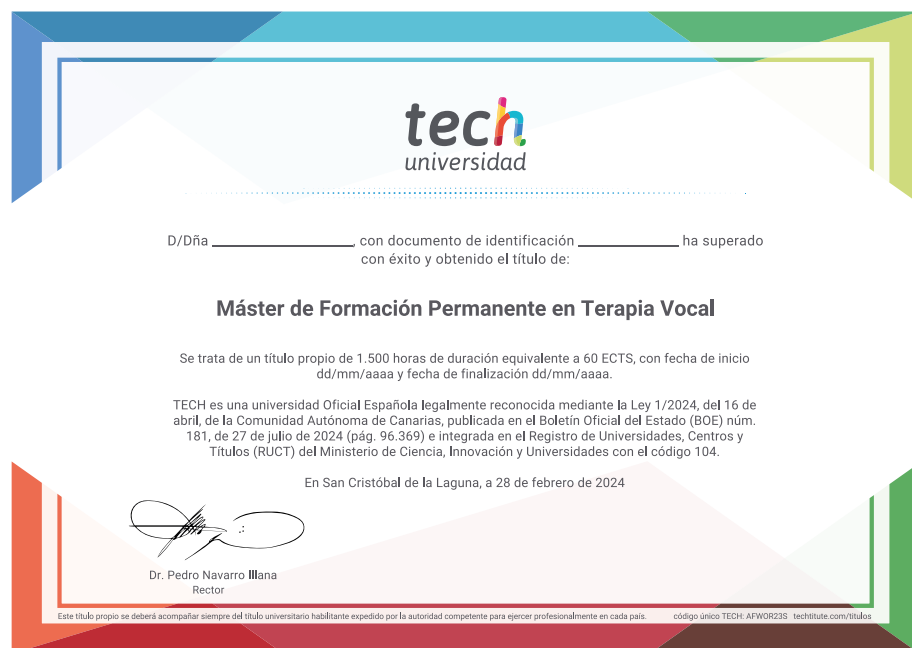 tech
universidad
D/Dña ____________________, con documento de identificación ______________ ha superado
con éxito y obtenido el título de:
Máster de Formación Permanente en Terapia Vocal
Se trata de un título propio de 1.500 horas de duración equivalente a 60 ECTS, con fecha de inicio
dd/mm/aaaa y fecha de finalización dd/mm/aaaa.
TECH es una universidad Oficial Española legalmente reconocida mediante la Ley 1/2024, del 16 de
abril, de la Comunidad Autónoma de Canarias, publicada en el Boletín Oficial del Estado (BOE) núm.
181, de 27 de julio de 2024 (pág. 96.369) e integrada en el Registro de Universidades, Centros y
Títulos (RUCT) del Ministerio de Ciencia, Innovación y Universidades con el código 104.
En San Cristóbal de la Laguna, a 28 de febrero de 2024
Dr. Pedro Navarro Illana
Rector
Este título propio se deberá acompañar siempre del título universitario habilitante expedido por la autoridad competente para ejercer profesionalmente en cada país. código único TECH: AFWOR23S techtitute.com/titulos